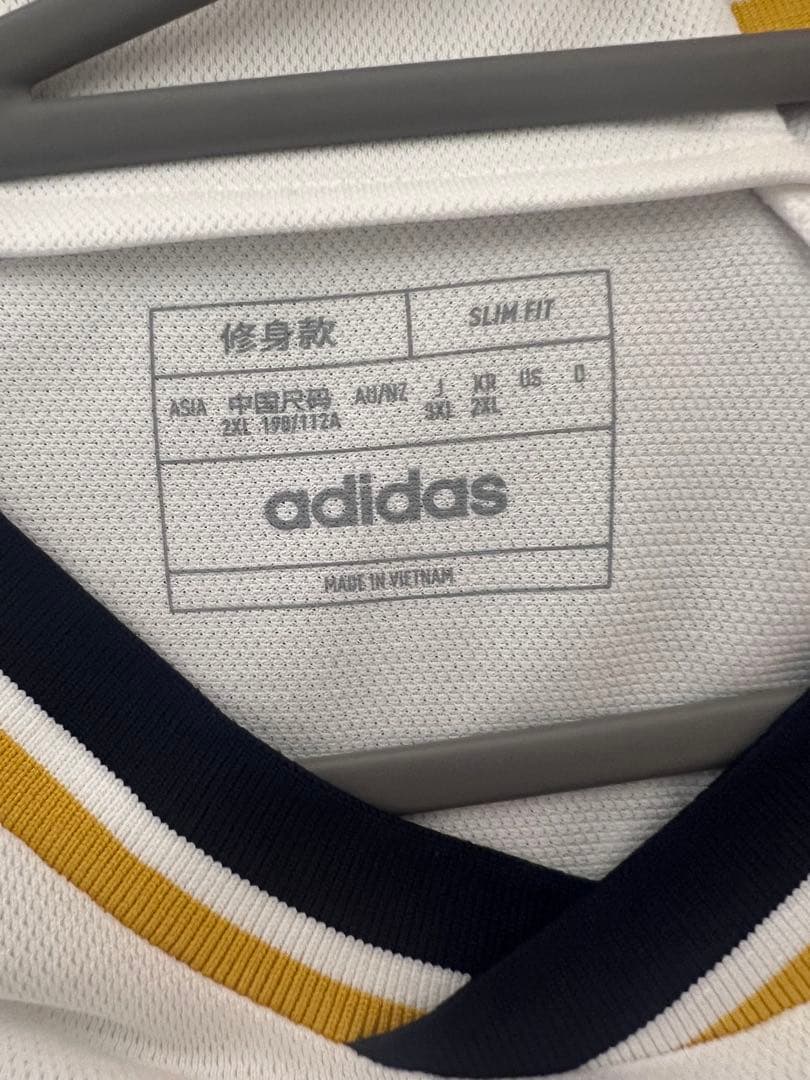 修身款 SLIM FIT
ASIA 中国尺码 AU/NZ J KR US D
2XL 198/112A 3XL 2XL
adidas
MADE IN VIETNAM